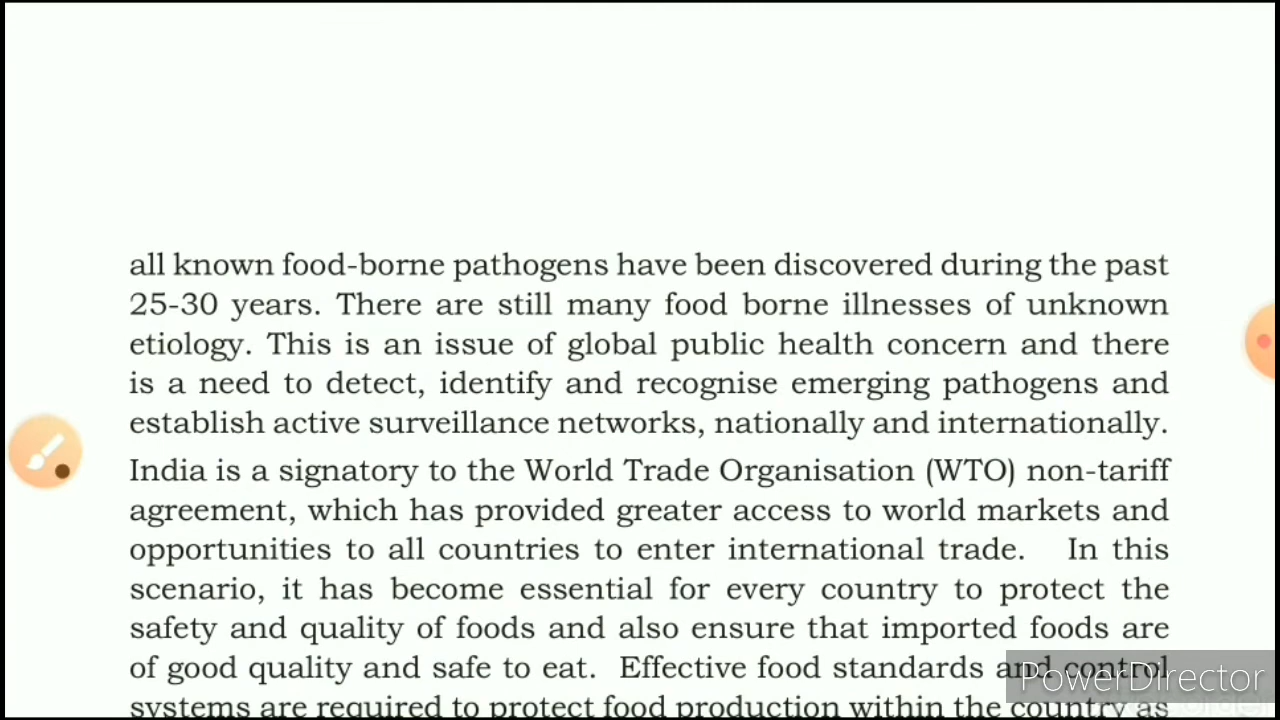 all known food-borne pathogens have been discovered during the past
25-30 years. There are still many food borne illnesses of unknown
etiology. This is an issue of global public health concern and there
is a need to detect, identify and recognise emerging pathogens and
establish active surveillance networks, nationally and internationally.
India is a signatory to the World Trade Organisation (WTO) non-tariff
agreement, which has provided greater access to world markets and
opportunities to all countries to enter international trade. In this
scenario, it has become essential for every country to protect the
safety and quality of foods and also ensure that imported foods are
of good quality and safe to eat. Effective food standards and control
PowerDirector
systems are required to protect food production within the country as